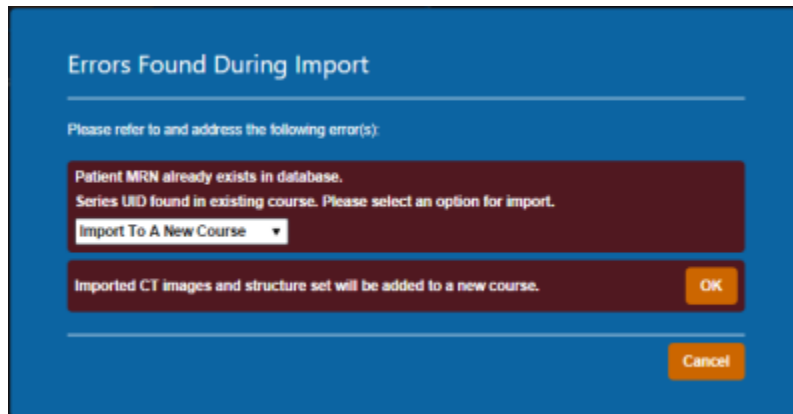 Errors Found During Import
Please refer to and address the following error(s):
Patient MRN already exists in database.
Series UID found in existing course. Please select an option for import.
Import To A New Course
Imported CT images and structure set will be added to a new course.
OK
Cancel